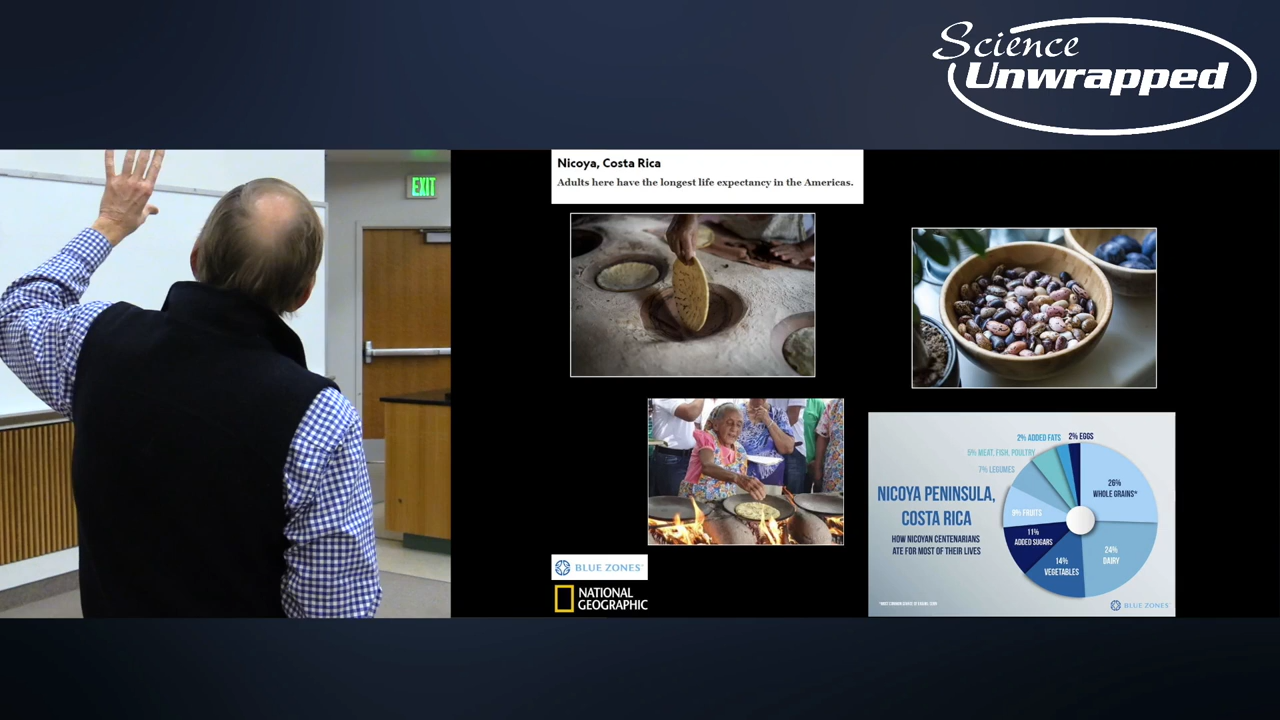 Science
Unwrapped
EXIT
Nicoya, Costa Rica
Adults here have the longest life expectancy in the Americas.
2% ADDED FATS
2% EGGS
5% MEAT, FISH, POULTRY
7% LEGUMES
26%
WHOLE GRAINS*
NICOYA PENINSULA,
COSTA RICA
9% FRUITS
HOW NICOYAN CENTENARIANS
ATE FOR MOST OF THEIR LIVES
11%
ADDED SUGARS
24%
DAIRY
14%
VEGETABLES
BLUE ZONES
NATIONAL
GEOGRAPHIC
BLUE ZONES